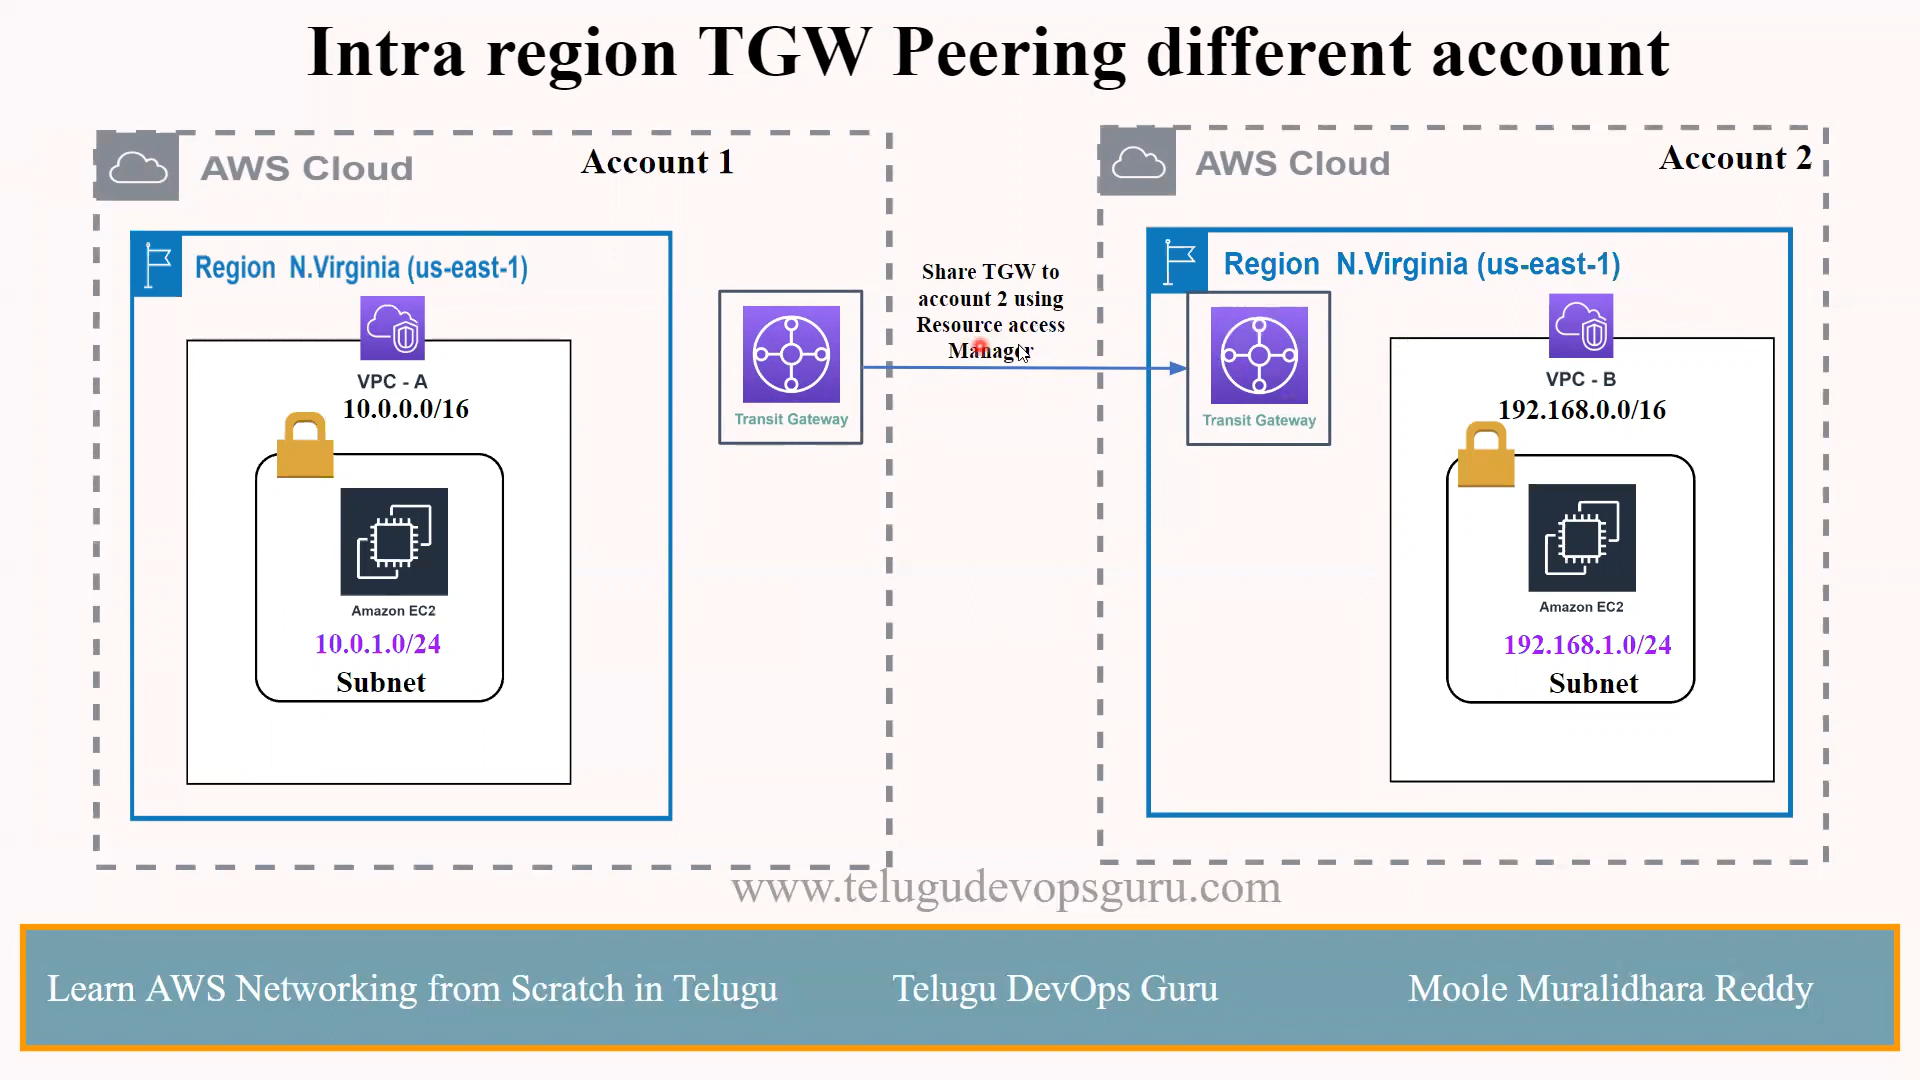 Intra region TGW Peering different account
AWS Cloud
Account 1
Region N.Virginia (us-east-1)
VPC - A
10.0.0.0/16
Amazon EC2
10.0.1.0/24
Subnet
Transit Gateway
Share TGW to
account 2 using
Resource access
Manager
AWS Cloud
Account 2
Region N.Virginia (us-east-1)
Transit Gateway
VPC - B
192.168.0.0/16
Amazon EC2
192.168.1.0/24
Subnet
www.telugudevopsguru.com
Learn AWS Networking from Scratch in Telugu
Telugu DevOps Guru
Moole Muralidhara Reddy